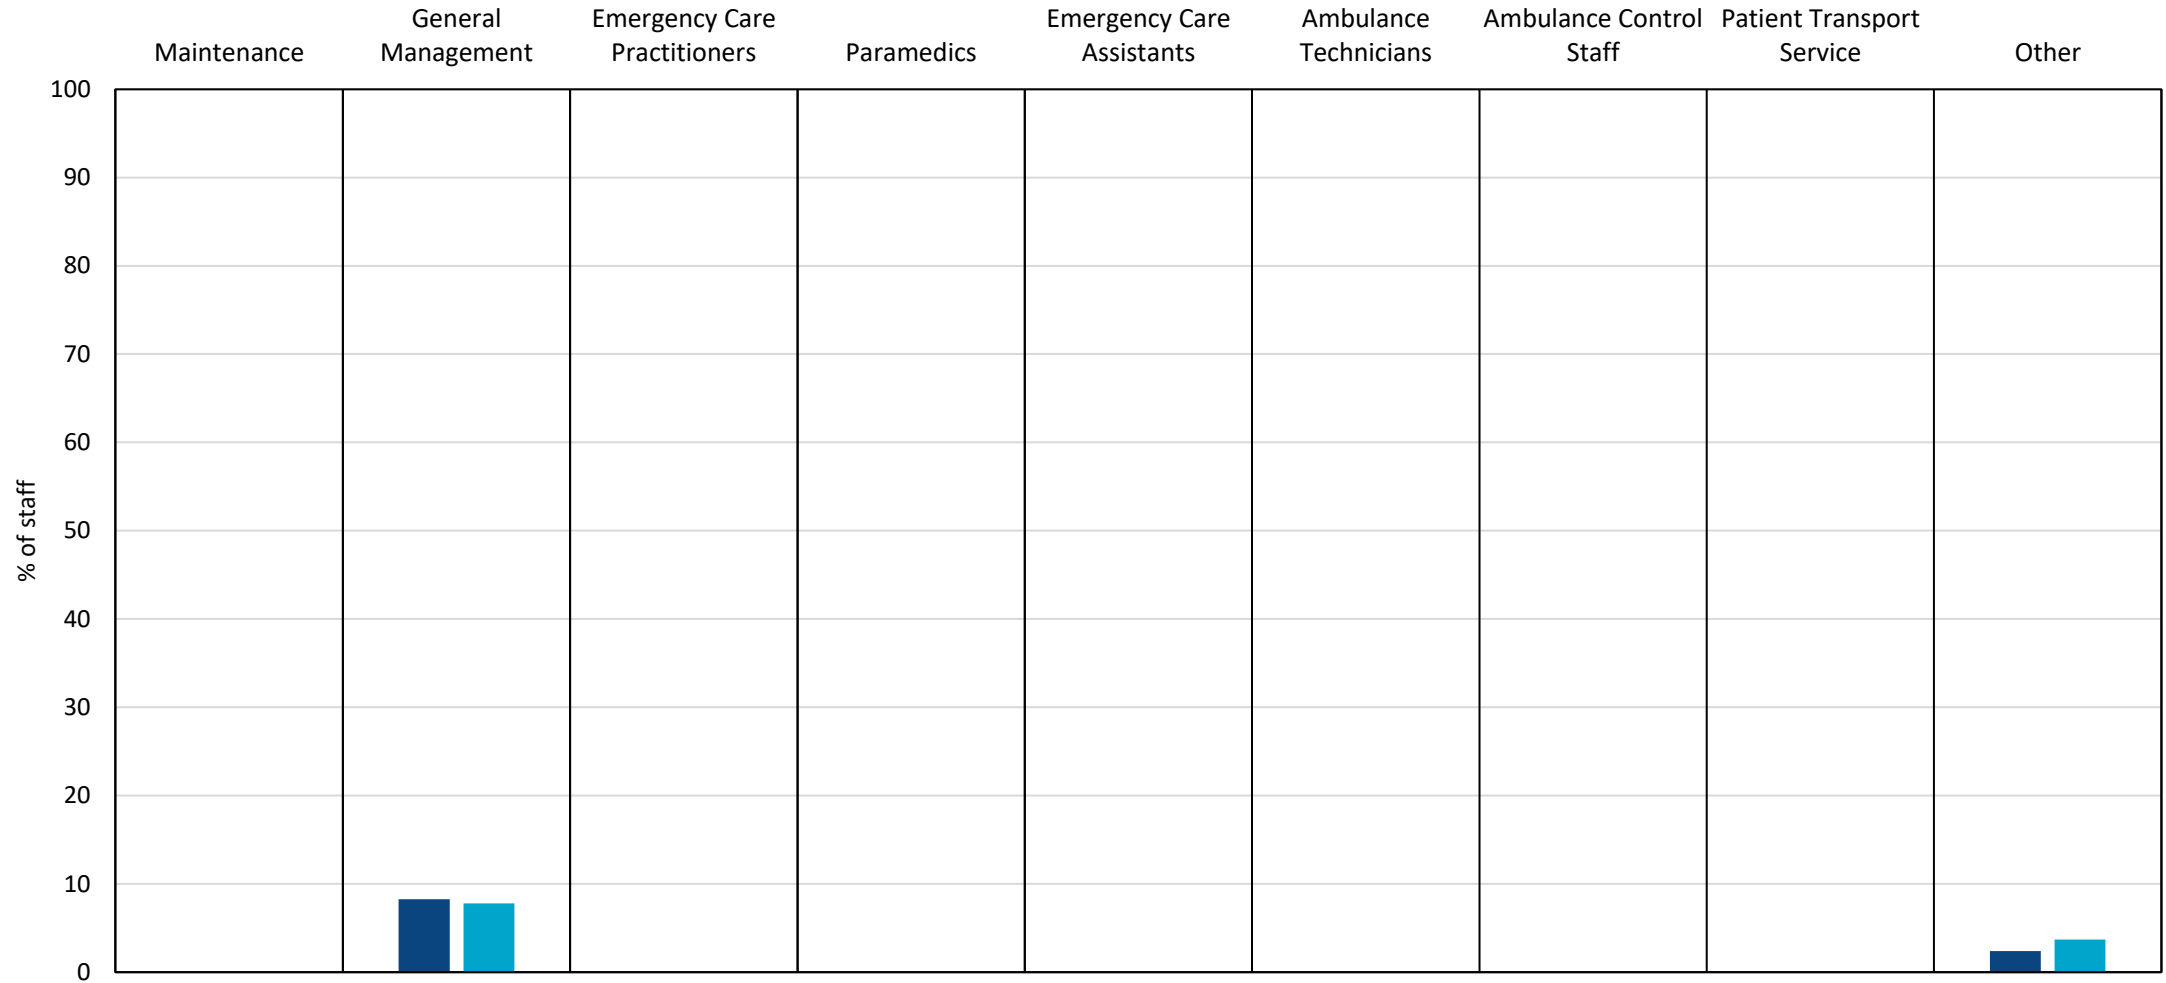 Maintenance
General
Management
Emergency Care
Practitioners
Paramedics
Emergency Care
Assistants
Ambulance
Technicians
Ambulance Control
Staff
Patient Transport
Service
Other
100
90
80
70
60
50
40
30
20
10
0
% of staff